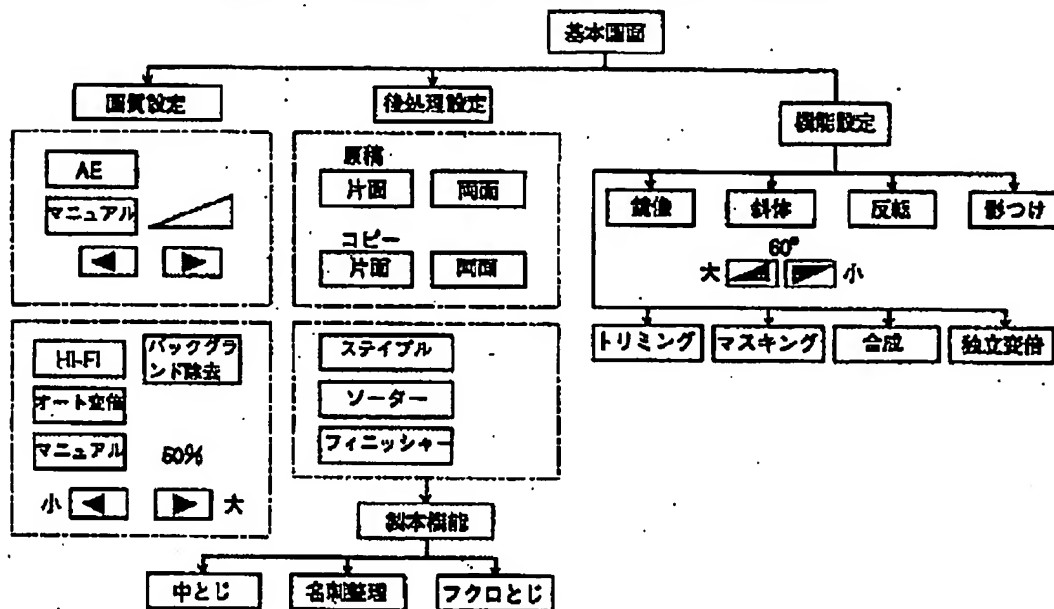 基本画面
画質設定
後処理設定
機能設定
AE
マニュアル
原稿
片面
両面
コピー
片面
両面
鏡像
斜体
反転
影つけ
60°
大
小
トリミング
マスキング
合成
独立変倍
HI-FI
バックグラ
ンド除去
オート変倍
マニュアル
50%
小
大
ステイプル
ソーター
フィニッシャー
製本機能
中とじ
名刺整理
フクロとじ